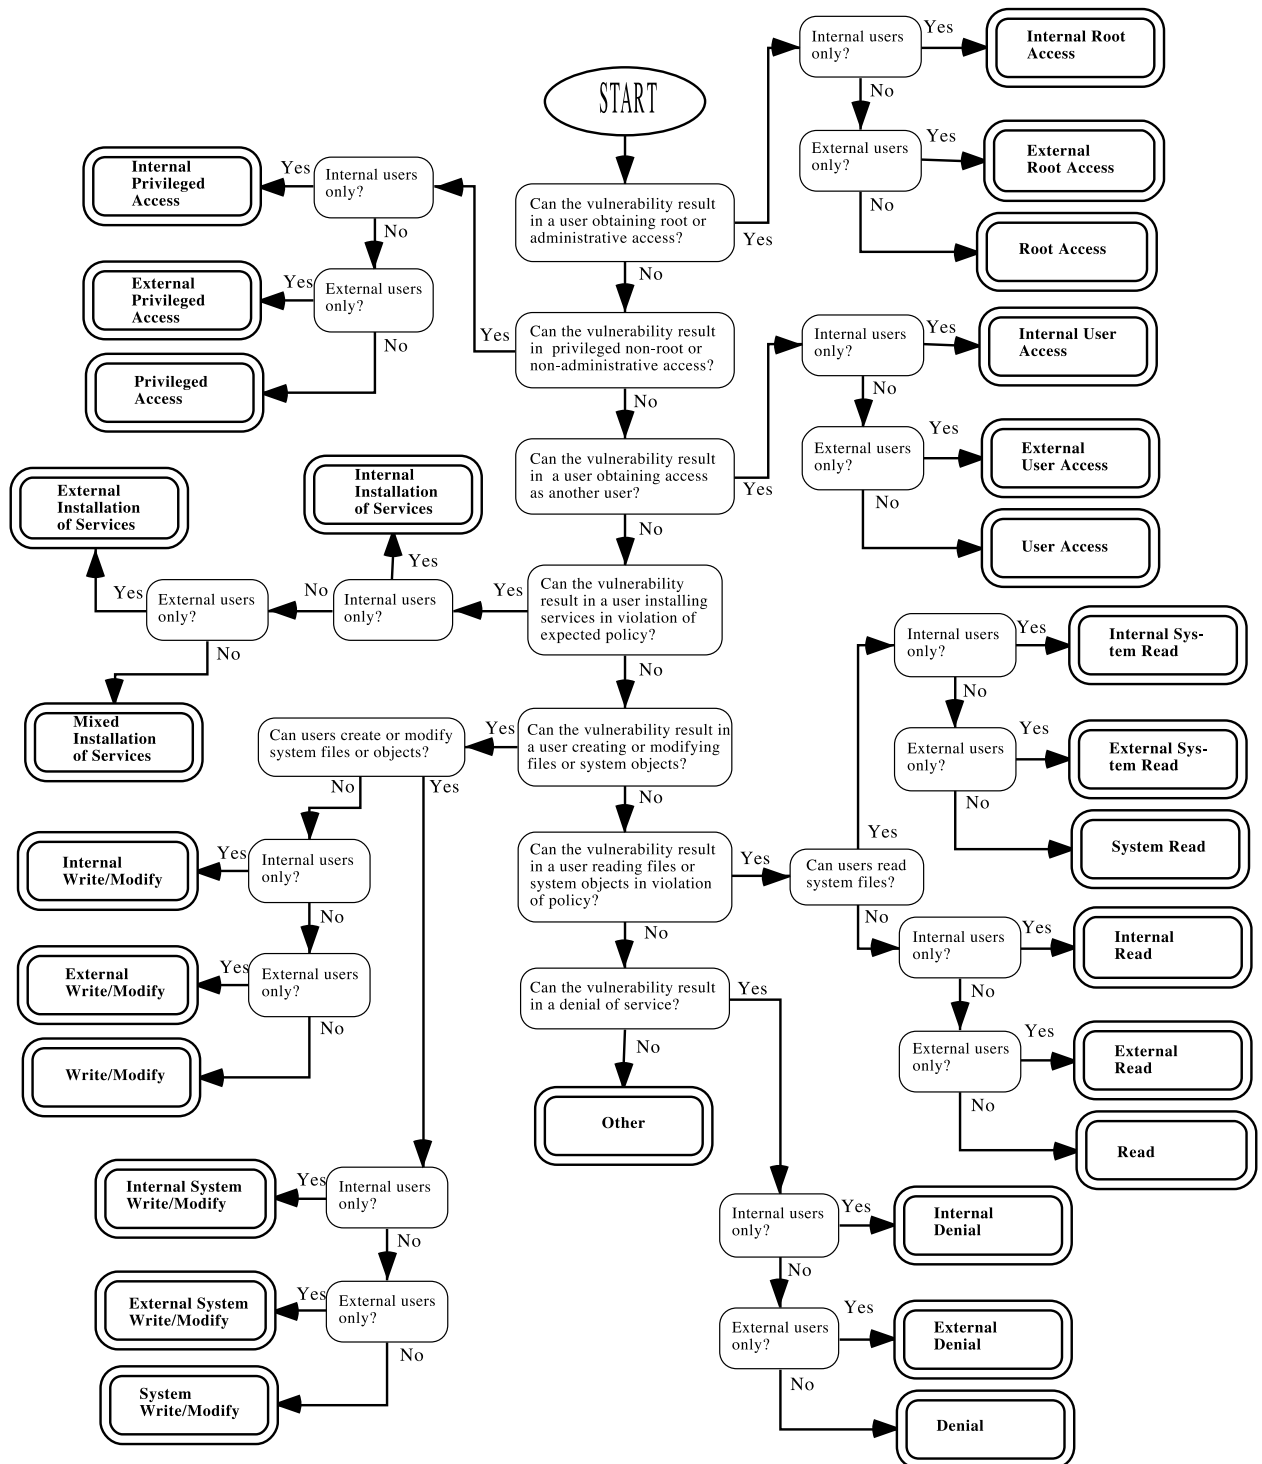 START
Can the vulnerability result
in a user obtaining root or
administrative access?
Yes
No
Internal users
only?
Yes
Internal Root
Access
No
External users
only?
Yes
External
Root Access
No
Root Access
Can the vulnerability result
in privileged non-root or
non-administrative access?
Yes
No
Internal users
only?
Yes
Internal
Privileged
Access
No
External users
only?
Yes
External
Privileged
Access
No
Privileged
Access
Can the vulnerability result
in a user obtaining access
as another user?
Yes
No
Internal users
only?
Yes
Internal User
Access
No
External users
only?
Yes
External
User Access
No
User Access
Can the vulnerability
result in a user installing
services in violation of
expected policy?
Yes
No
Internal users
only?
Yes
Internal
Installation
of Services
No
External users
only?
Yes
External
Installation
of Services
No
Mixed
Installation
of Services
Can the vulnerability result in
a user creating or modifying
files or system objects?
Yes
No
Can users create or modify
system files or objects?
No
Yes
Internal users
only?
Yes
Internal
Write/Modify
No
External users
only?
Yes
External
Write/Modify
No
Write/Modify
Internal users
only?
Yes
Internal System
Write/Modify
No
External users
only?
Yes
External System
Write/Modify
No
System
Write/Modify
Can the vulnerability result
in a user reading files or
system objects in violation
of policy?
Yes
No
Can users read
system files?
Yes
No
Internal users
only?
Yes
Internal Sys-
tem Read
No
External users
only?
Yes
External Sys-
tem Read
No
System Read
Internal users
only?
Yes
Internal
Read
No
External users
only?
Yes
External
Read
No
Read
Can the vulnerability result
in a denial of service?
Yes
No
Other
Internal users
only?
Yes
Internal
Denial
No
External users
only?
Yes
External
Denial
No
Denial